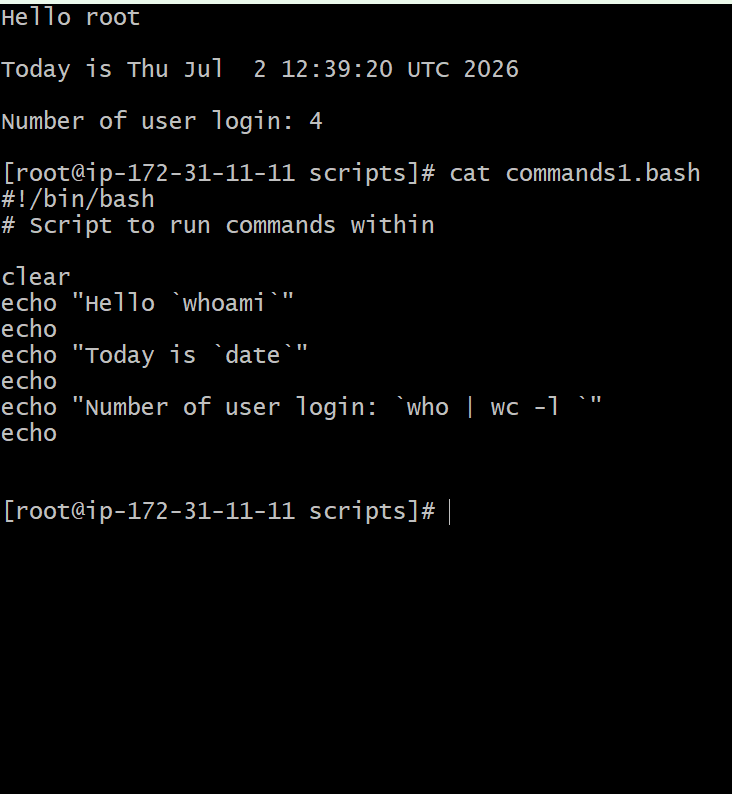 Hello root
Today is Thu Jul  2 12:39:20 UTC 2026
Number of user login: 4
[root@ip-172-31-11-11 scripts]# cat commands1.bash
#!/bin/bash
# Script to run commands within
clear
echo "Hello `whoami`"
echo
echo "Today is `date`"
echo
echo "Number of user login: `who | wc -l `"
echo
[root@ip-172-31-11-11 scripts]#